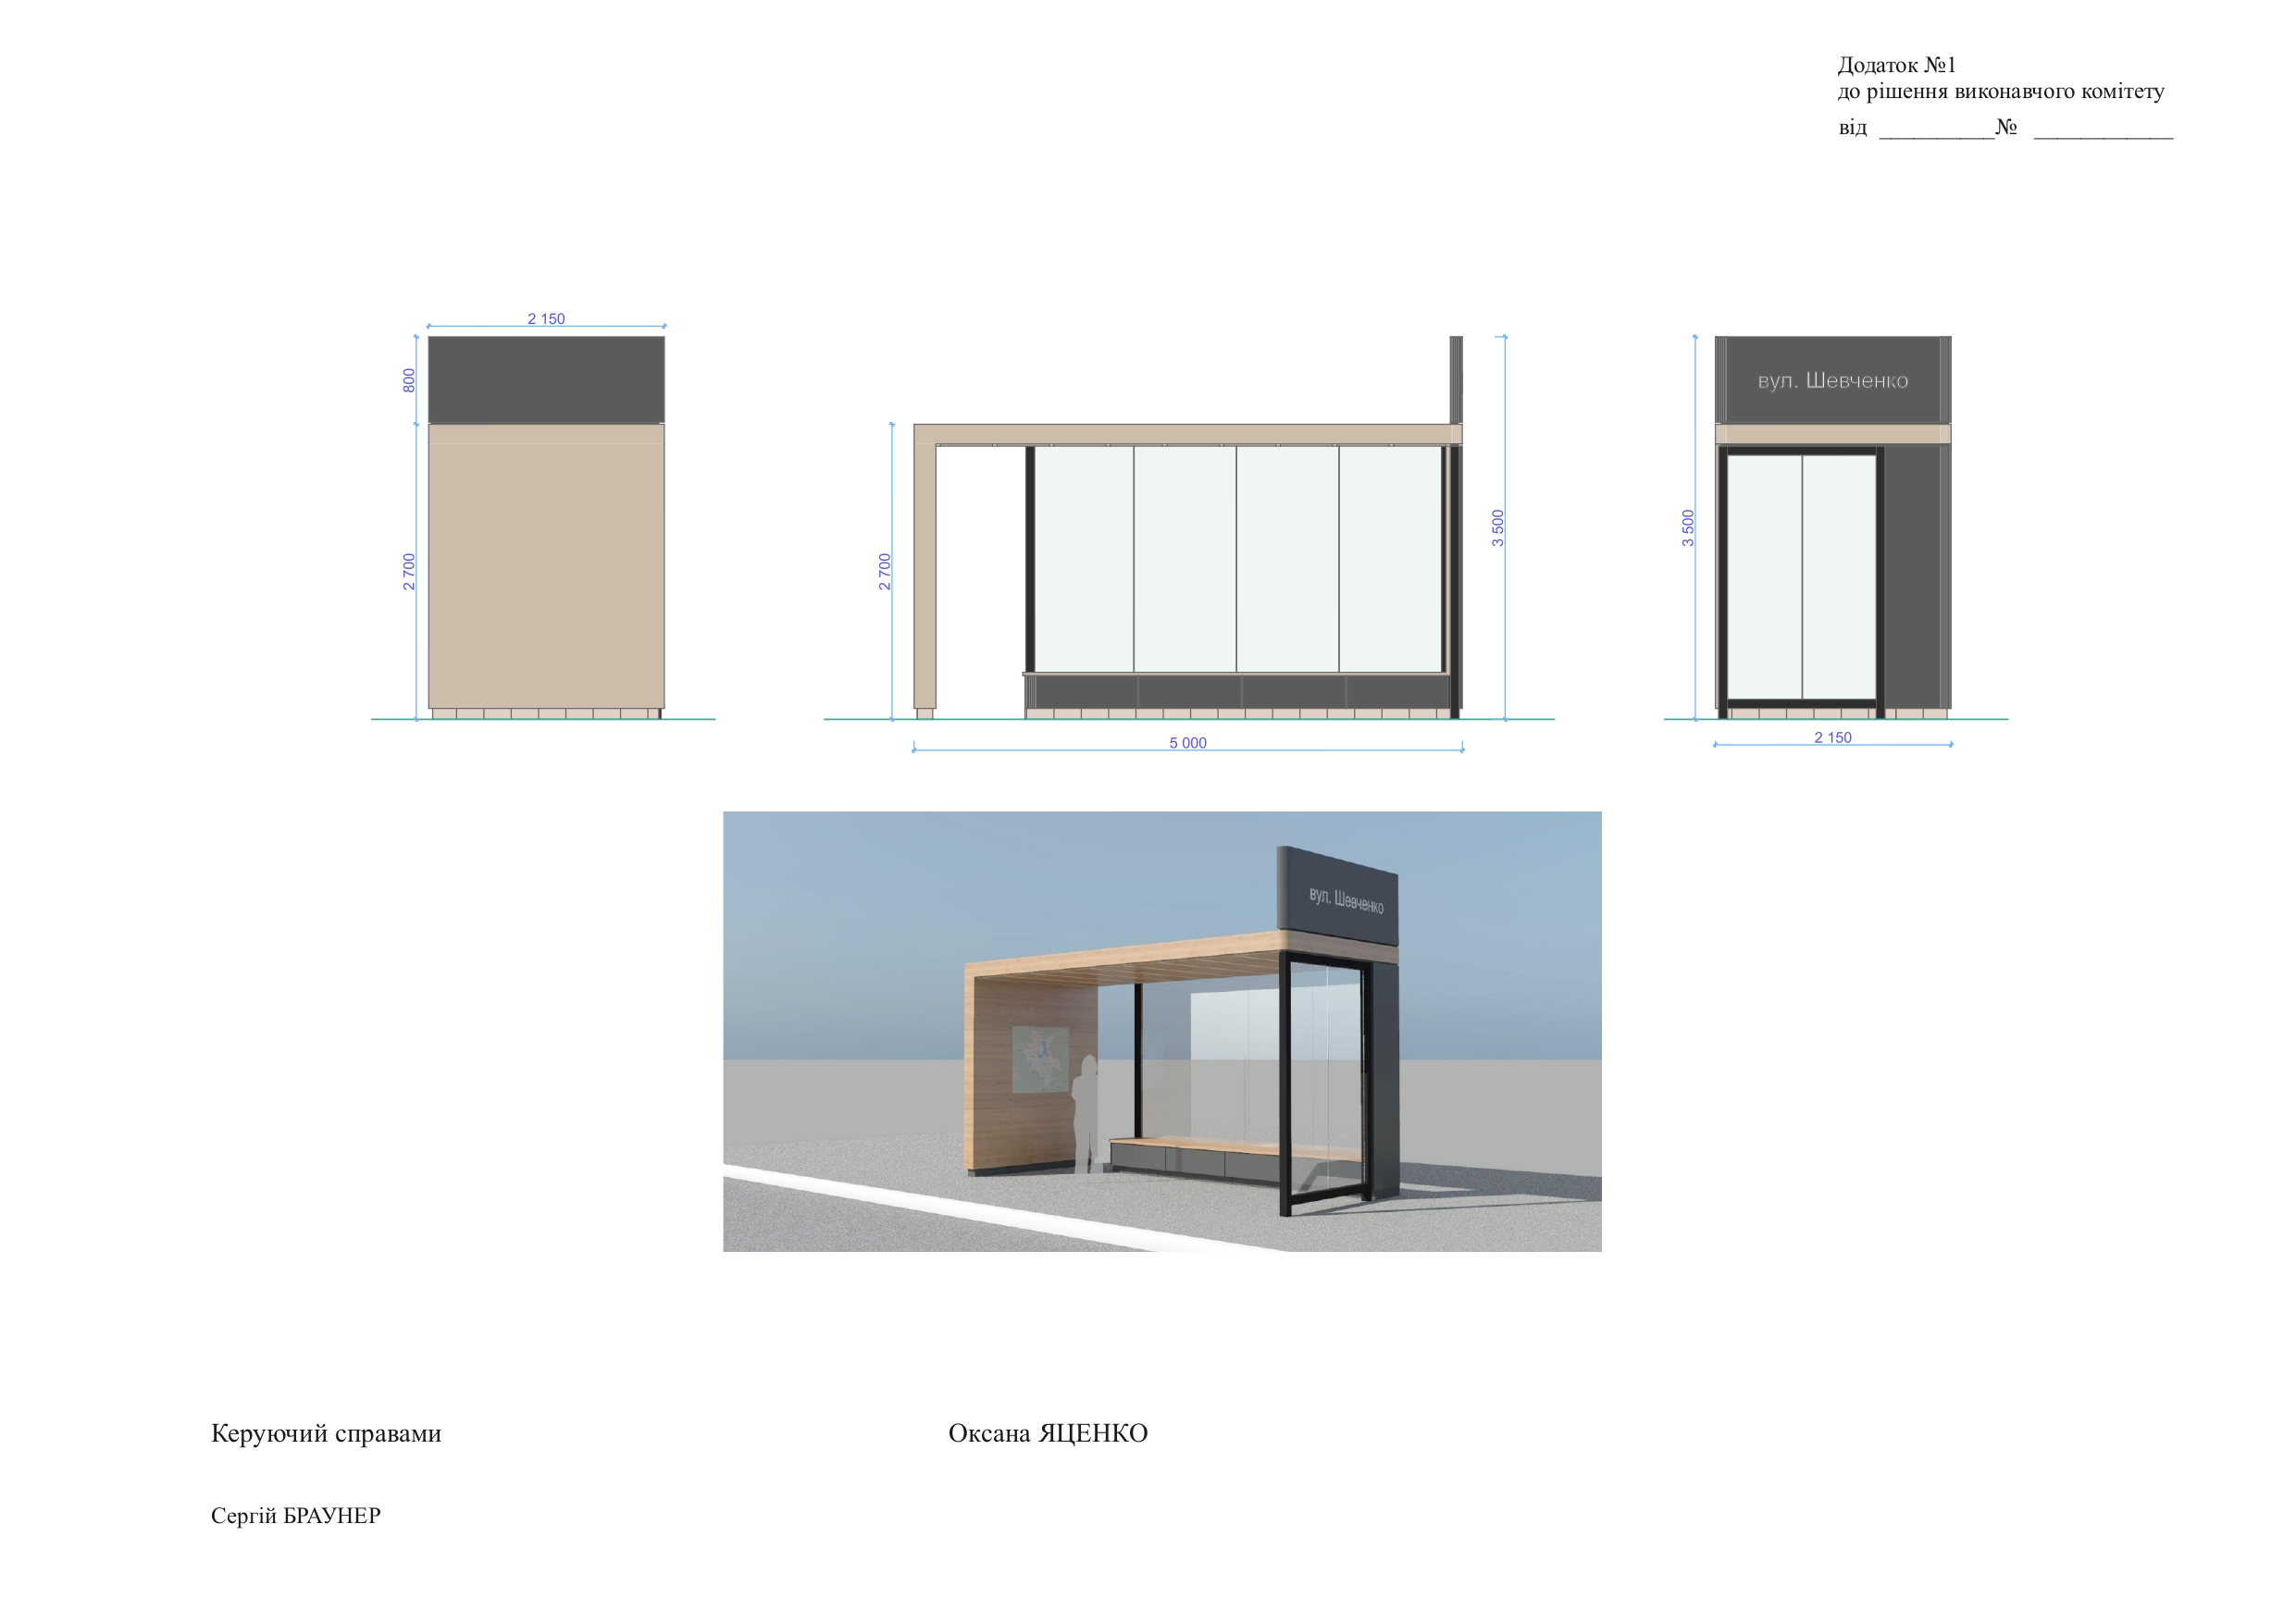 Додаток №1
до рішення виконавчого комітету
від __________№ ____________
2 150
800
2 700
2 700
5 000
3 500
3 500
вул. Шевченко
2 150
вул. Шевченко
Керуючий справами Оксана ЯЦЕНКО
Сергій БРАУНЕР